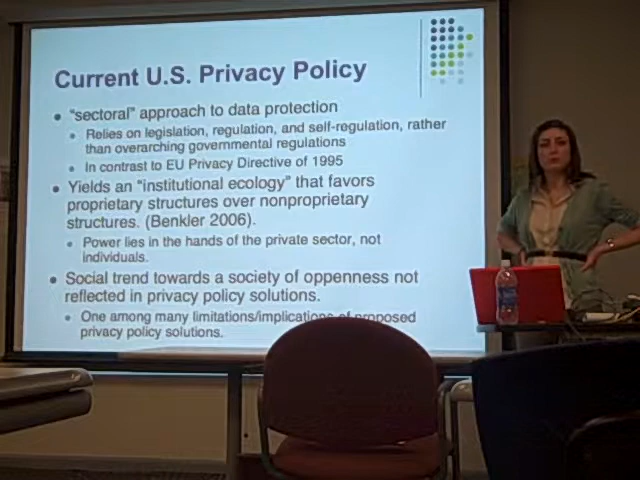 Current U.S. Privacy Policy
"sectoral" approach to data protection
Relies on legislation, regulation, and self-regulation, rather
than overarching governmental regulations
In contrast to EU Privacy Directive of 1995
Yields an "institutional ecology" that favors
proprietary structures over nonproprietary
structures. (Benkler 2006).
Power lies in the hands of the private sector, not
individuals.
Social trend towards a society of oppenness not
reflected in privacy policy solutions.
One among many limitations/implications of proposed
privacy policy solutions.